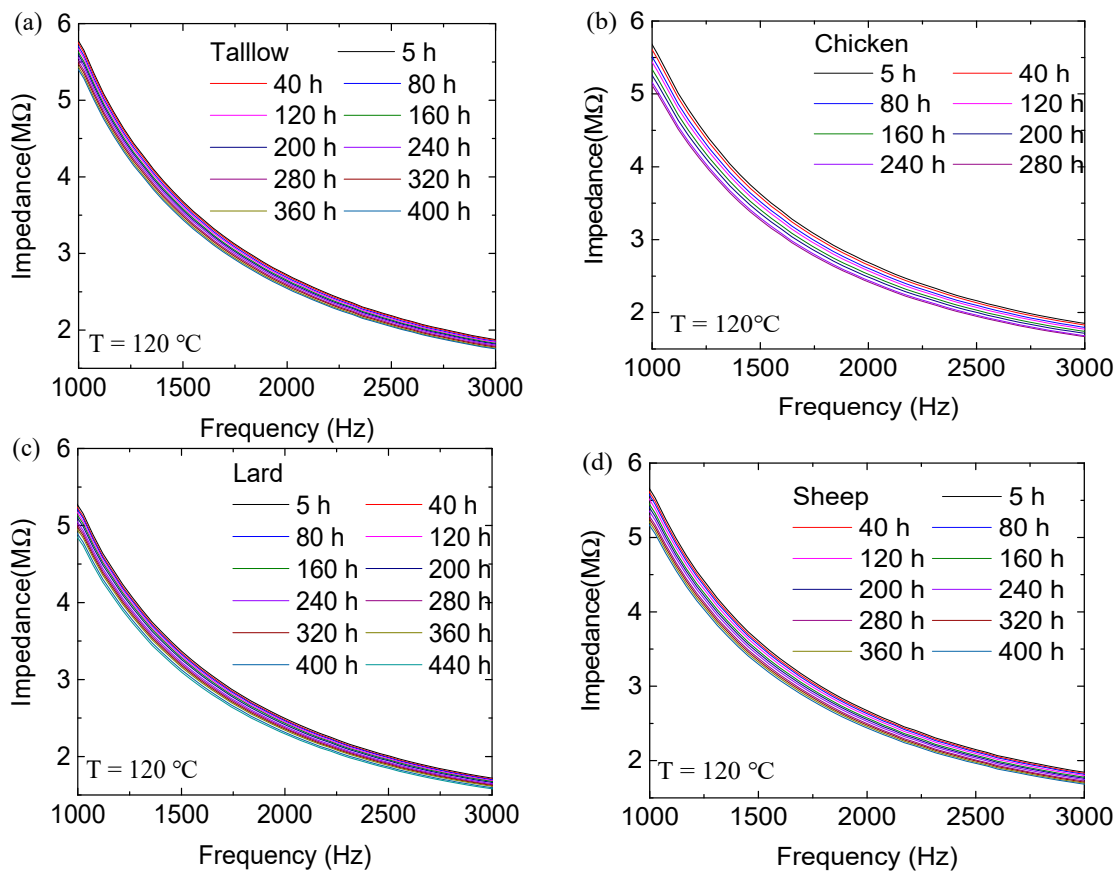 (a)
6
5
4
3
2
Impedance(MΩ)
Talllow 5 h
40 h 80 h
120 h 160 h
200 h 240 h
280 h 320 h
360 h 400 h
T = 120 °C
1000 1500 2000 2500 3000
Frequency (Hz)
(b)
6
5
4
3
2
Impedance(MΩ)
Chicken
5 h 40 h
80 h 120 h
160 h 200 h
240 h 280 h
T = 120°C
1000 1500 2000 2500 3000
Frequency (Hz)
(c)
6
5
4
3
2
Impedance(MΩ)
Lard
5 h 40 h
80 h 120 h
160 h 200 h
240 h 280 h
320 h 360 h
400 h 440 h
T = 120 °C
1000 1500 2000 2500 3000
Frequency (Hz)
(d)
6
5
4
3
2
Impedance(MΩ)
Sheep 5 h
40 h 80 h
120 h 160 h
200 h 240 h
280 h 320 h
360 h 400 h
T = 120 °C
1000 1500 2000 2500 3000
Frequency (Hz)